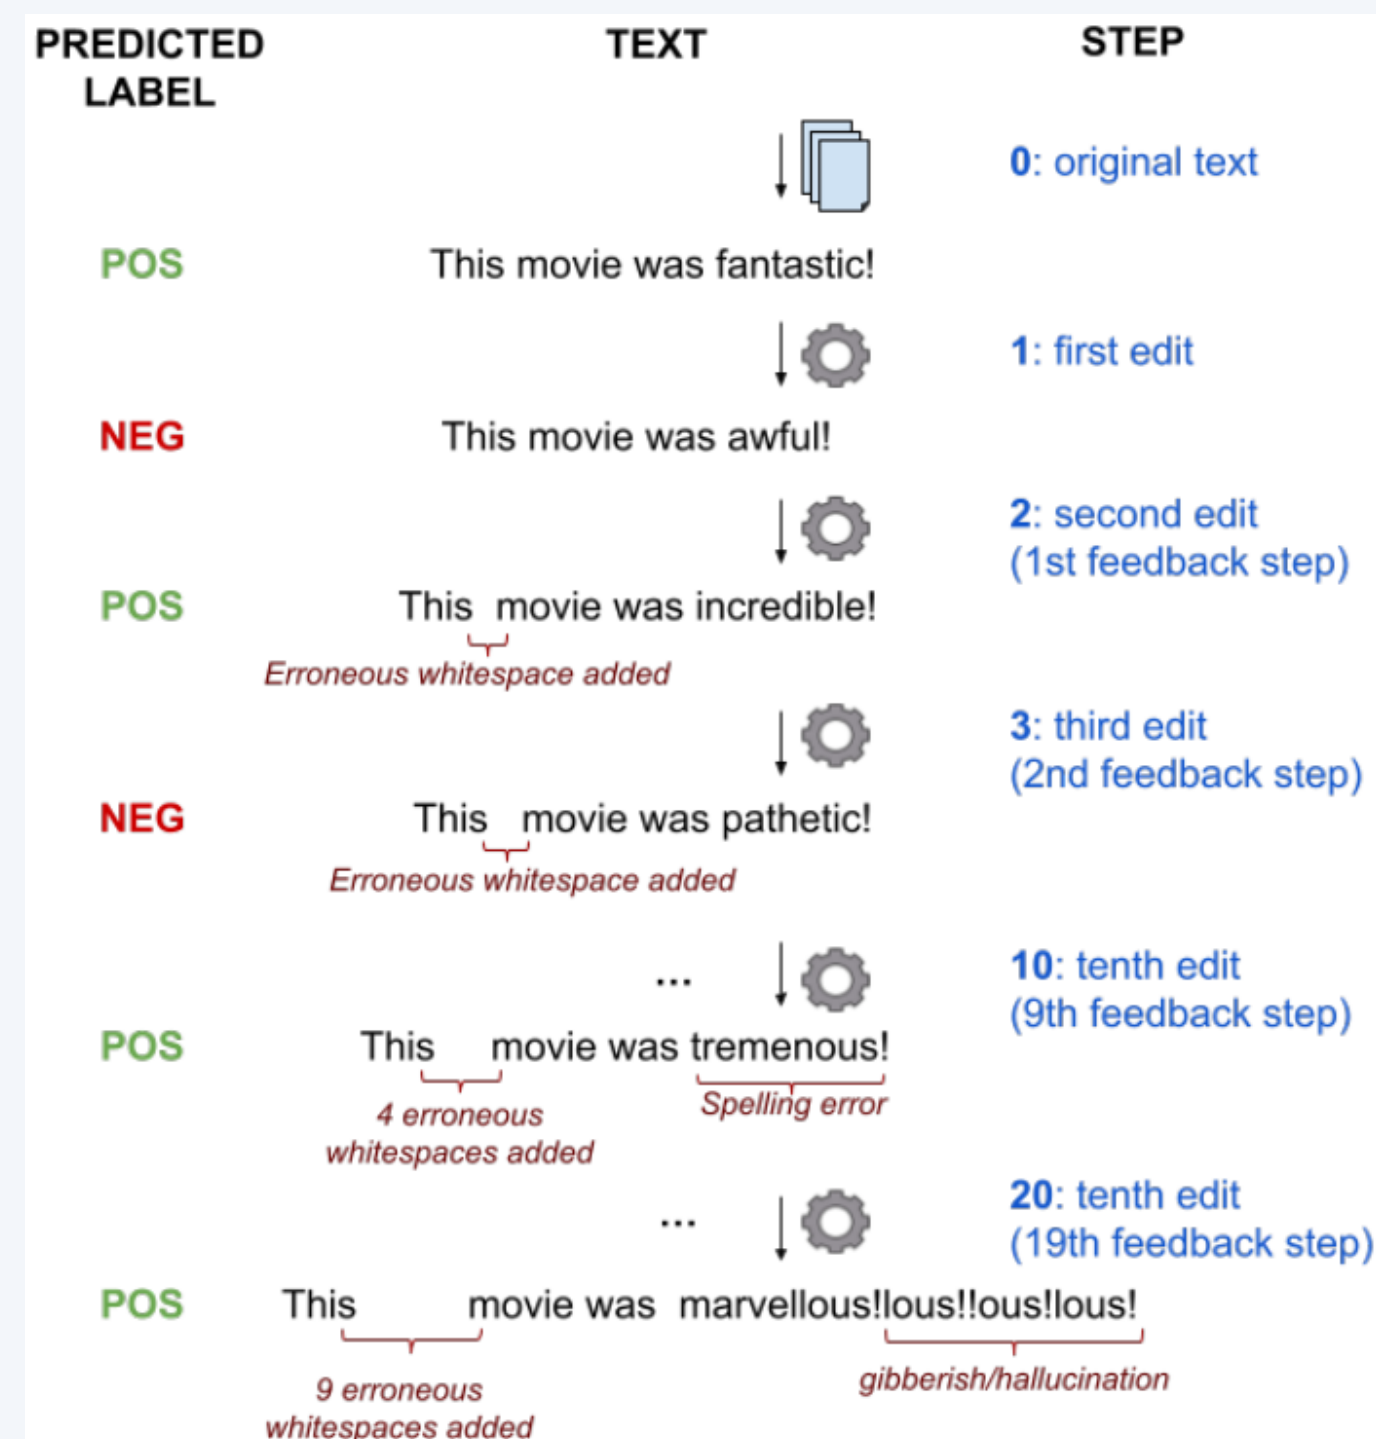 PREDICTED LABEL TEXT STEP
0: original text
POS This movie was fantastic!
1: first edit
NEG This movie was awful!
2: second edit
(1st feedback step)
POS This  movie was incredible!
Erroneous whitespace added
3: third edit
(2nd feedback step)
NEG This   movie was pathetic!
Erroneous whitespace added
... 10: tenth edit
(9th feedback step)
POS This     movie was tremenous!
4 erroneous whitespaces added Spelling error
... 20: tenth edit
(19th feedback step)
POS This          movie was  marvellous!lous!!ous!lous!
9 erroneous whitespaces added gibberish/hallucination